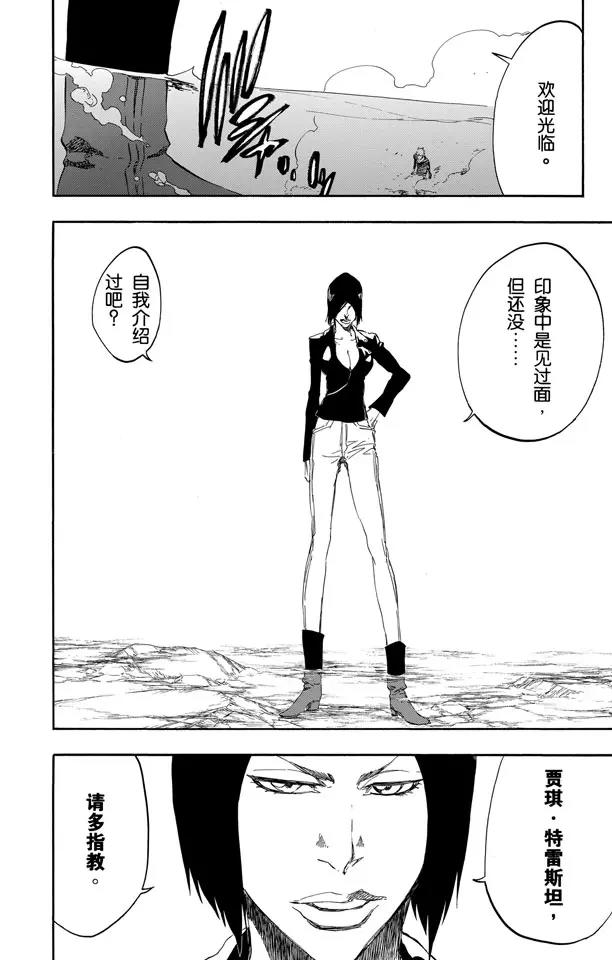 欢迎光临。
印象中是见过面，
但还没……
自我介绍
过吧？
贾琪·特雷斯坦，
请多指教。